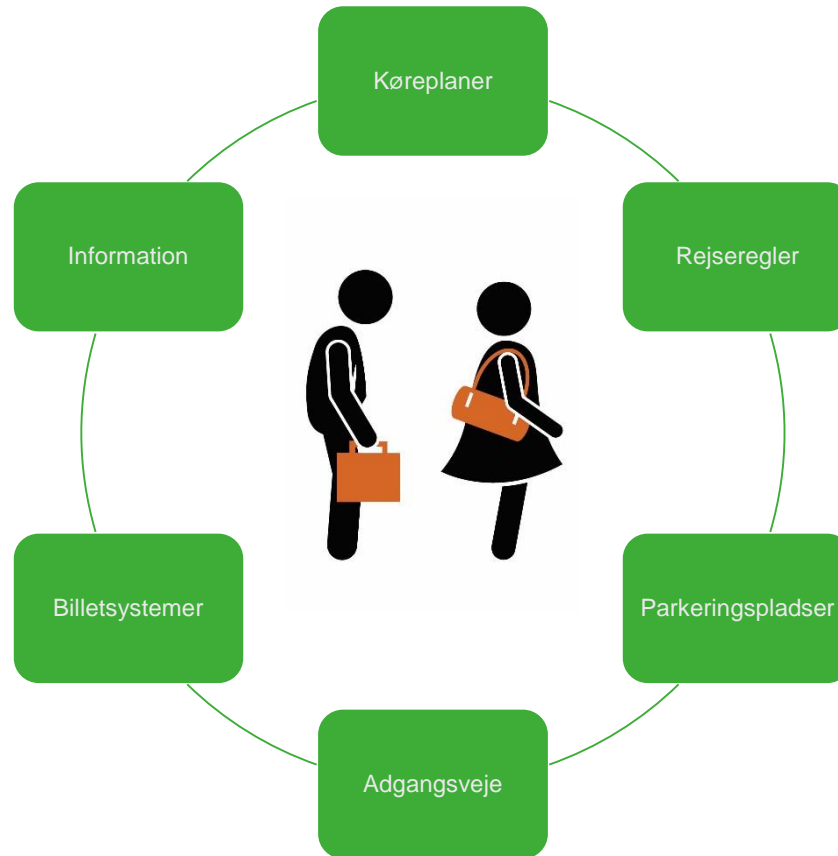 Køreplaner
Rejseregler
Parkeringspladser
Adgangsveje
Billetsystemer
Information